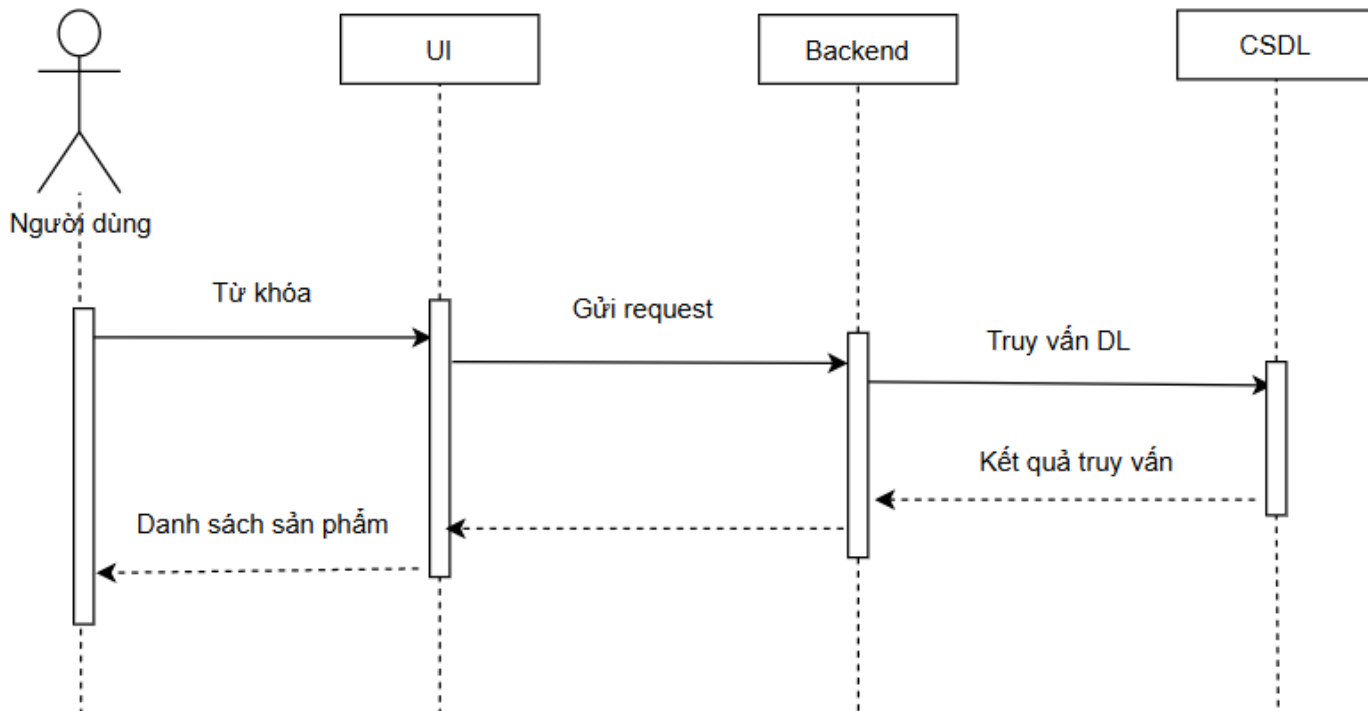 UI
Backend
CSDL
Người dùng
Từ khóa
Gửi request
Truy vấn DL
Kết quả truy vấn
Danh sách sản phẩm